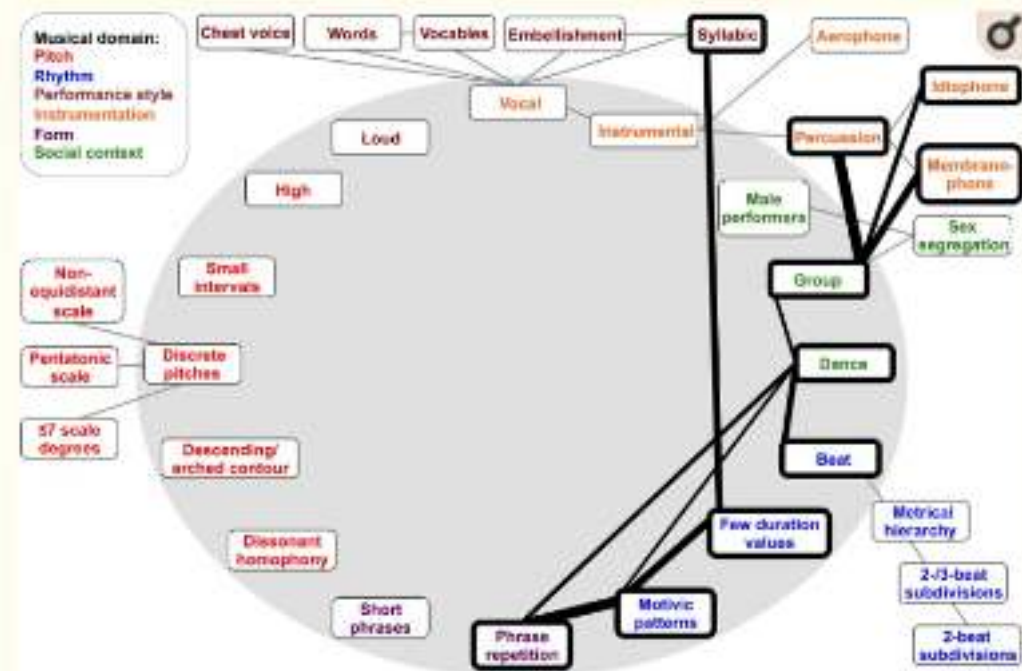 Musical domain:
Pitch
Rhythm
Performance style
Instrumentation
Form
Social context
Chest voice
Words
Vocables
Embellishment
Syllabic
Aerophone
Vocal
Instrumental
Idiophone
Percussion
Membrano-
phone
Loud
High
Male
performers
Sex
segregation
Small
intervals
Group
Non-
equidistant
scale
Discrete
pitches
Pentatonic
scale
Dance
≤7 scale
degrees
Descending/
arched contour
Beat
Metrical
hierarchy
Few duration
values
Dissonant
homophony
2-/3-beat
subdivisions
Short
phrases
Motivic
patterns
Phrase
repetition
2-beat
subdivisions